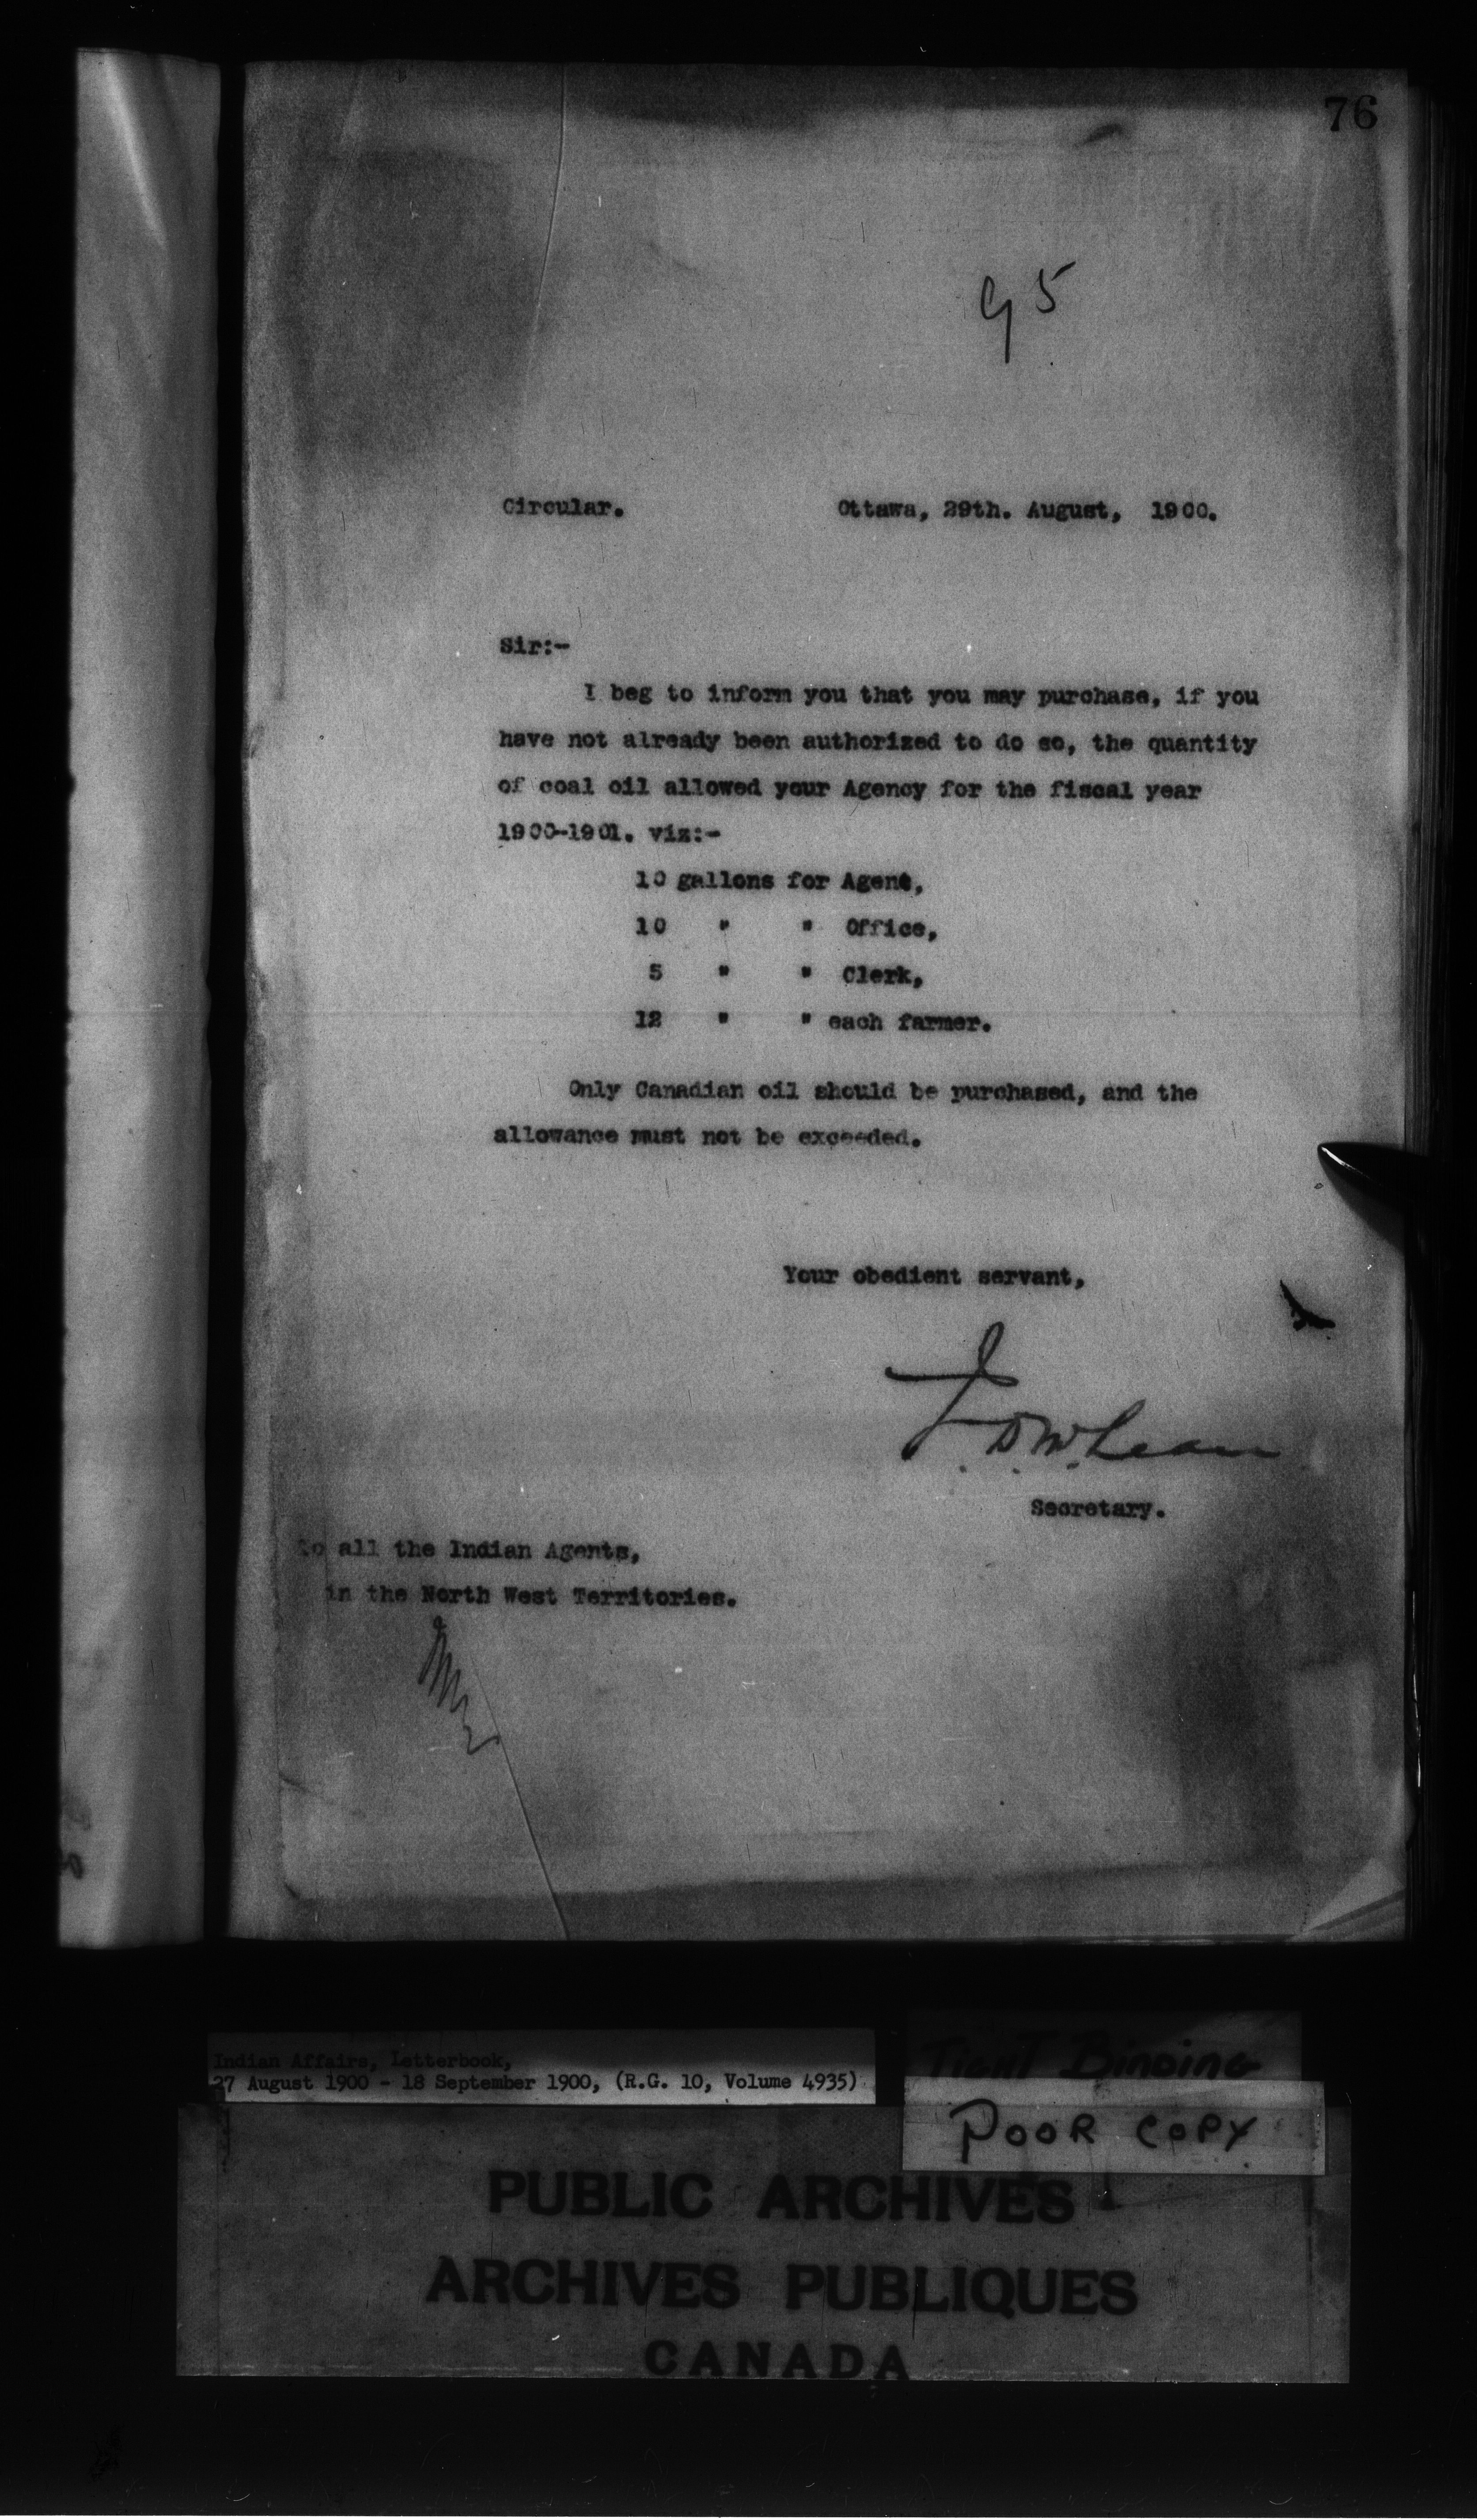 76
95
Circular. Ottawa, 29th. August, 1900.
Sir:-
I beg to inform you that you may purchase, if you
have not already been authorized to do so, the quantity
of coal oil allowed your Agency for the fiscal year
1900-1901. viz:-
10 gallons for Agent,
10 " " Office,
5 " " Clerk,
12 " " each farmer.
Only Canadian oil should be purchased, and the
allowance must not be exceeded.
Your obedient servant,
J. D. McLean
Secretary.
To all the Indian Agents,
in the North West Territories.
Indian Affairs, Letterbook,
27 August 1900 - 18 September 1900, (R.G. 10, Volume 4935)
TIGHT BINDING
POOR COPY
PUBLIC ARCHIVES
ARCHIVES PUBLIQUES
CANADA